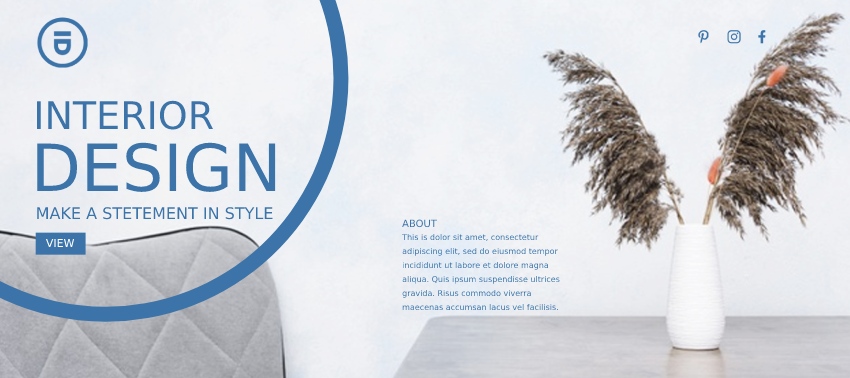 INTERIOR
DESIGN
MAKE A STETEMENT IN STYLE
VIEW
ABOUT
This is dolor sit amet, consectetur
adipiscing elit, sed do eiusmod tempor
incididunt ut labore et dolore magna
aliqua. Quis ipsum suspendisse ultrices
gravida. Risus commodo viverra
maecenas accumsan lacus vel facilisis.